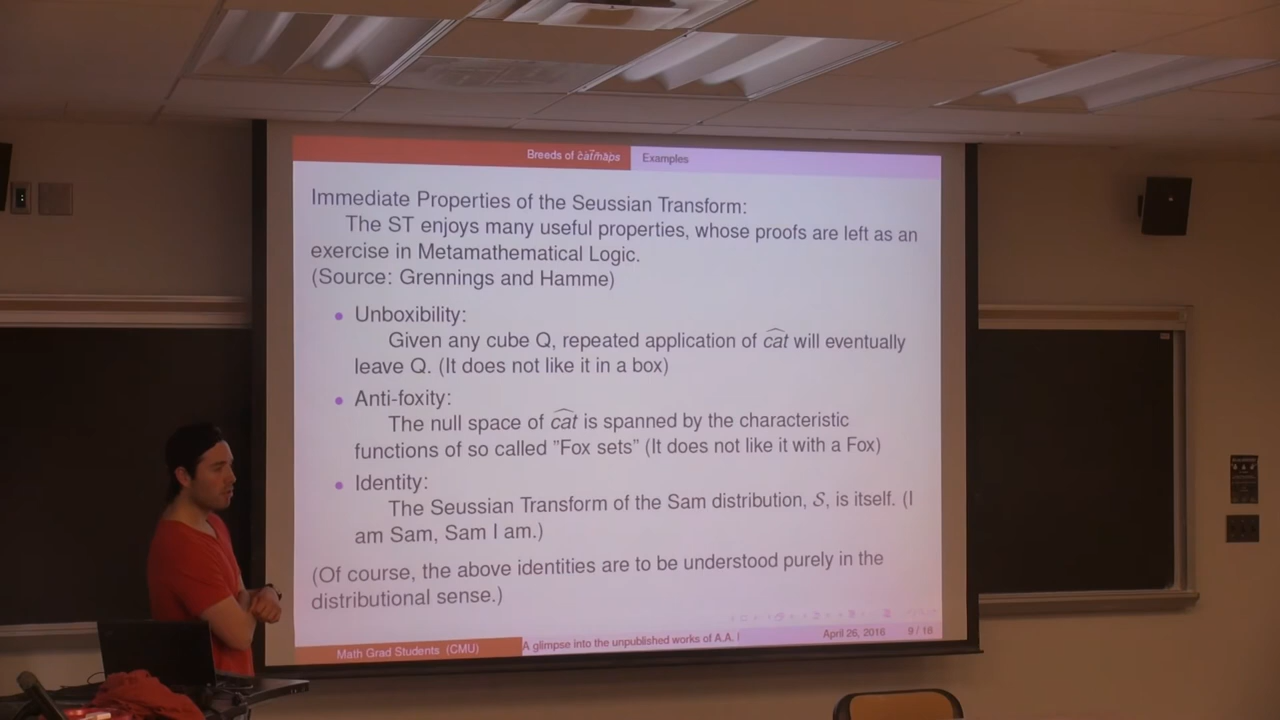 Breeds of ĉaťm̂aps Examples
Immediate Properties of the Seussian Transform:
The ST enjoys many useful properties, whose proofs are left as an
exercise in Metamathematical Logic.
(Source: Grennings and Hamme)
• Unboxibility:
Given any cube Q, repeated application of \widehat{cat} will eventually
leave Q. (It does not like it in a box)
• Anti-foxity:
The null space of \widehat{cat} is spanned by the characteristic
functions of so called "Fox sets" (It does not like it with a Fox)
• Identity:
The Seussian Transform of the Sam distribution, 𝒮, is itself. (I
am Sam, Sam I am.)
(Of course, the above identities are to be understood purely in the
distributional sense.)
Math Grad Students (CMU) A glimpse into the unpublished works of A.A. I April 26, 2016 9 / 18